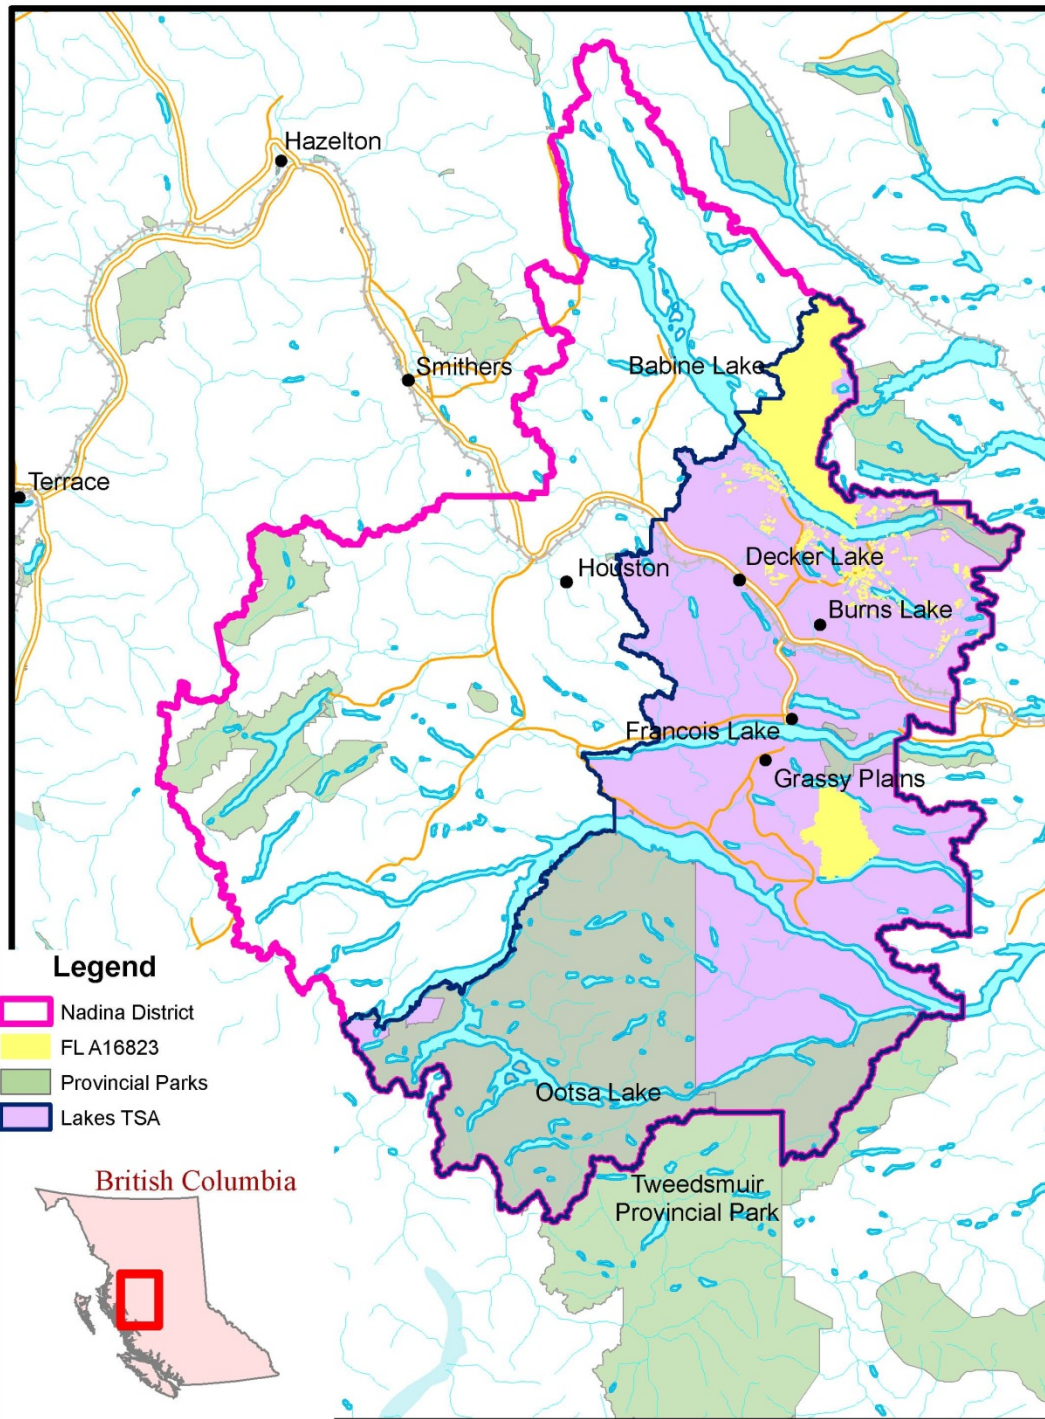 Hazelton
Smithers
Babine Lake
Terrace
Decker Lake
Houston
Burns Lake
Francois Lake
Grassy Plains
Legend
Nadina District
FL A16823
Provincial Parks
Lakes TSA
Ootsa Lake
Tweedsmuir
Provincial Park
British Columbia